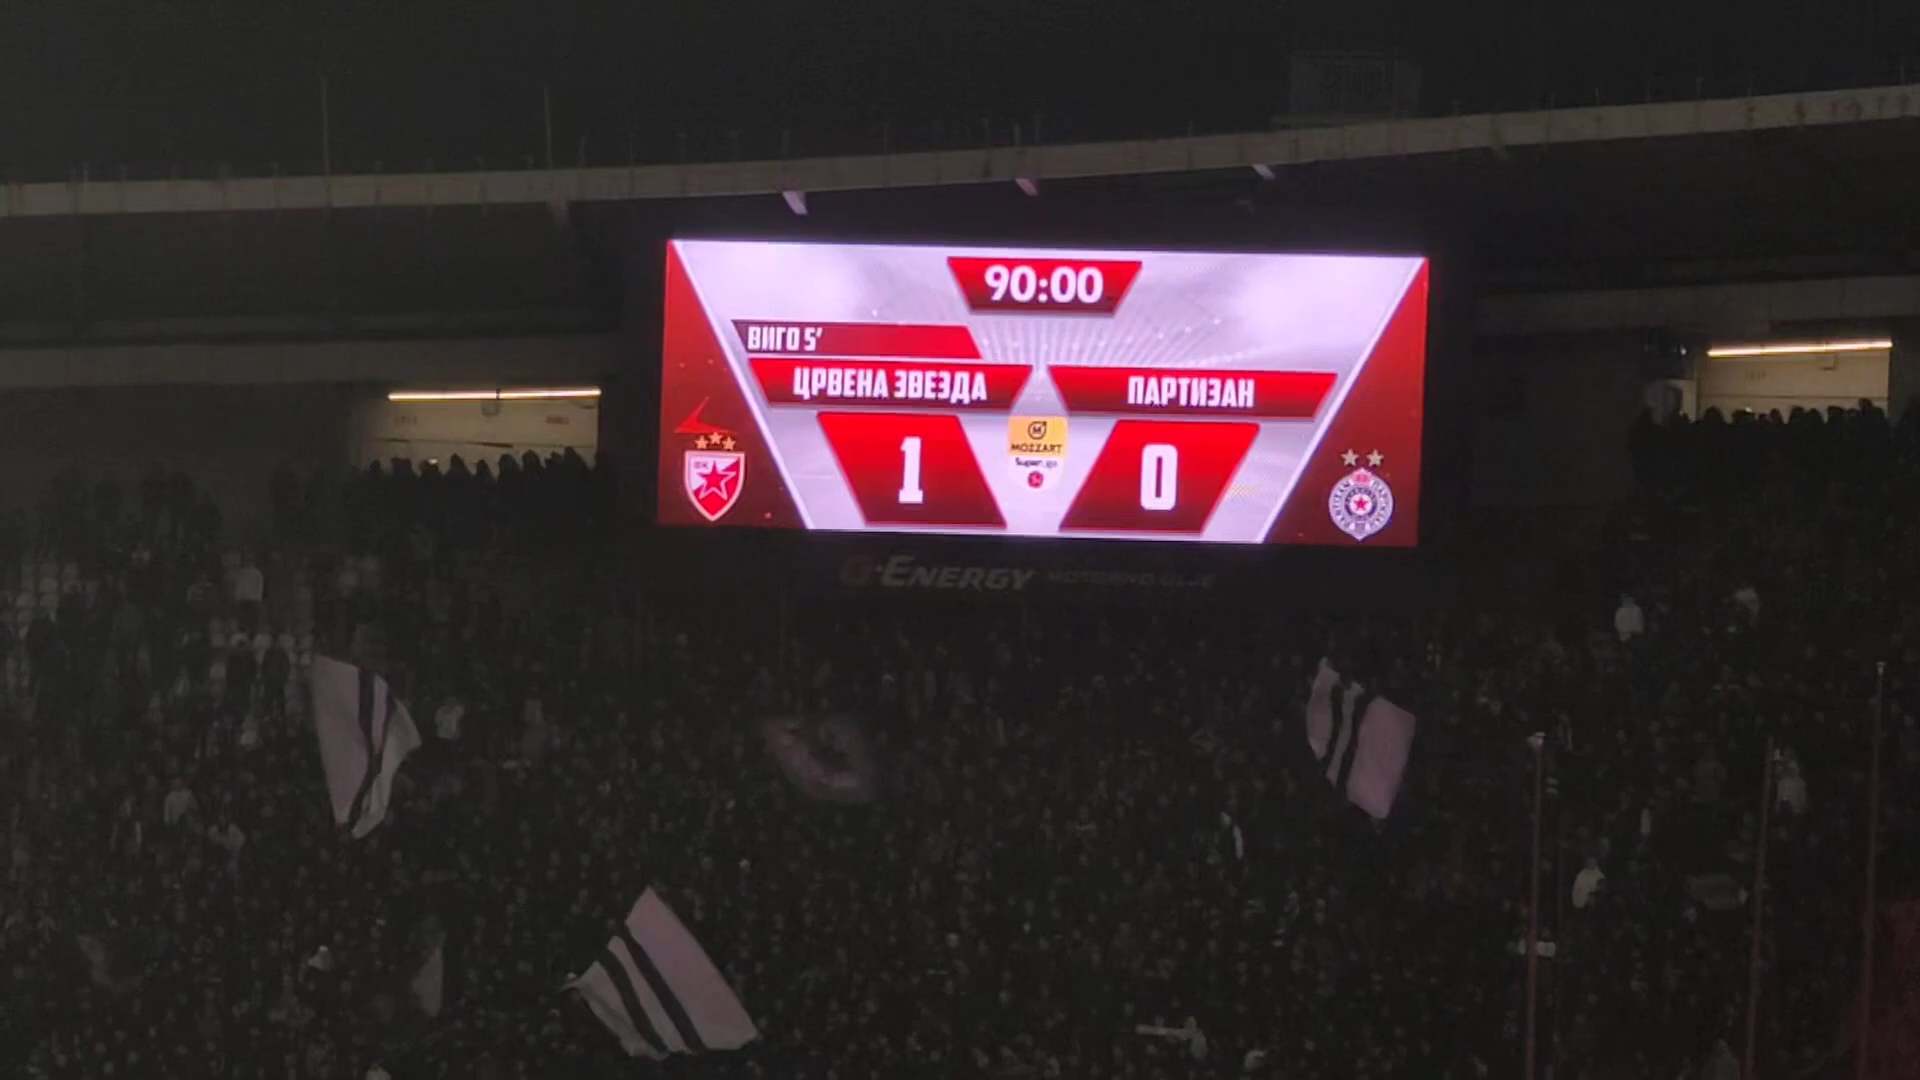 90:00
ВИГО 5’
ЦРВЕНА ЗВЕЗДА
ПАРТИЗАН
1
0
MOZZART
G-ENERGY